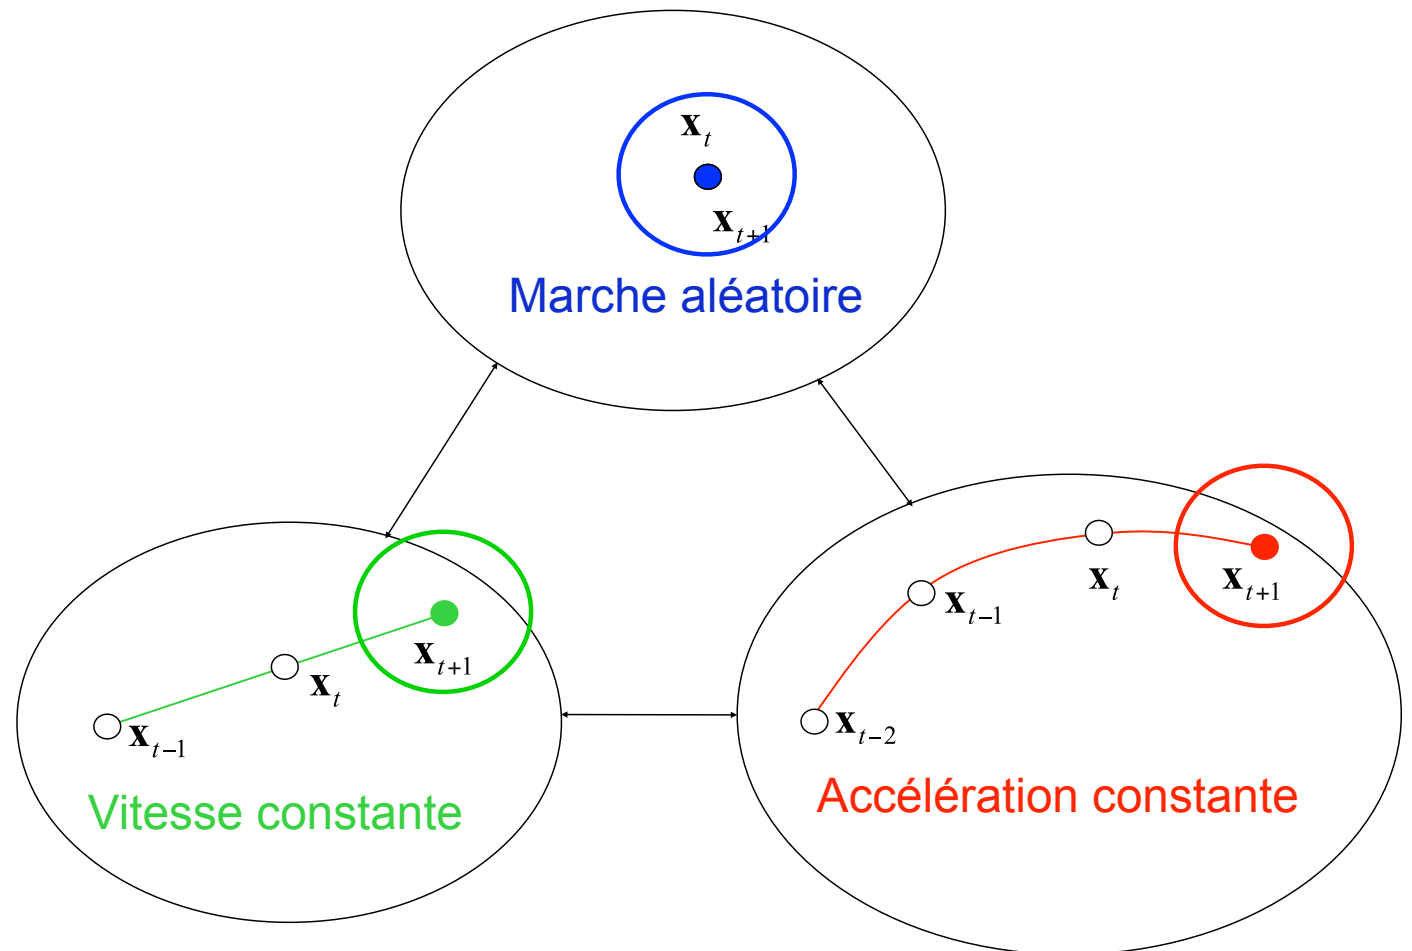 x_t
x_{t+1}
Marche aléatoire
x_{t-1}
x_t
x_{t+1}
Vitesse constante
x_{t-2}
x_{t-1}
x_t
x_{t+1}
Accélération constante